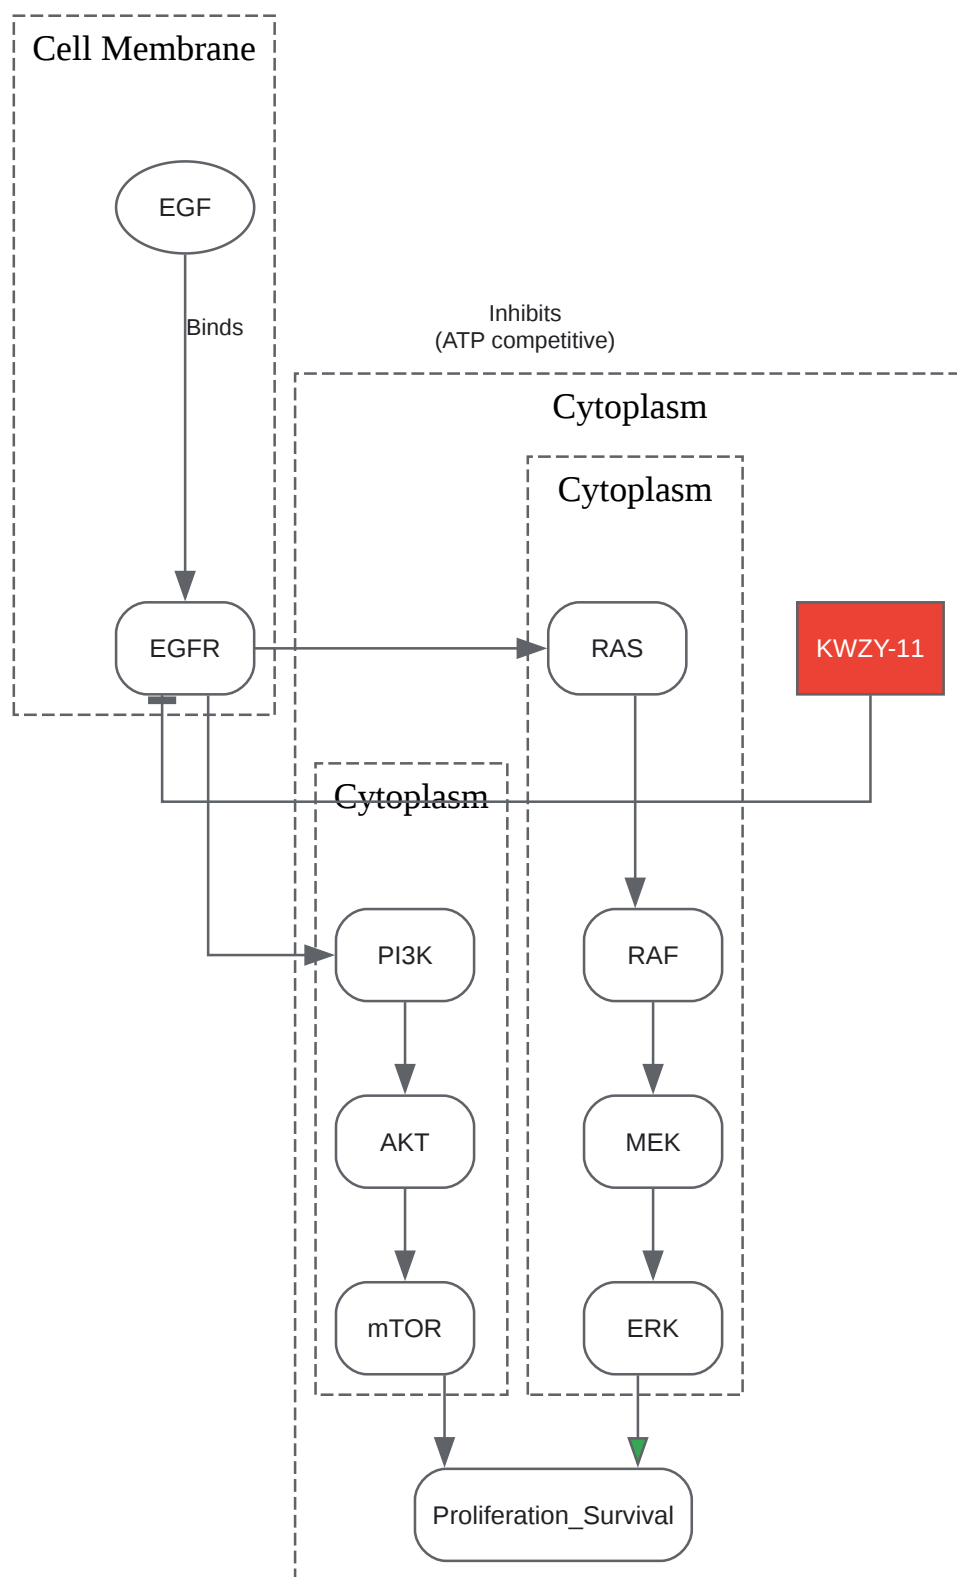 Cell Membrane
EGF
Binds
Inhibits
(ATP competitive)
Cytoplasm
Cytoplasm
EGFR
RAS
KWZY-11
Cytoplasm
PI3K
RAF
AKT
MEK
mTOR
ERK
Proliferation_Survival